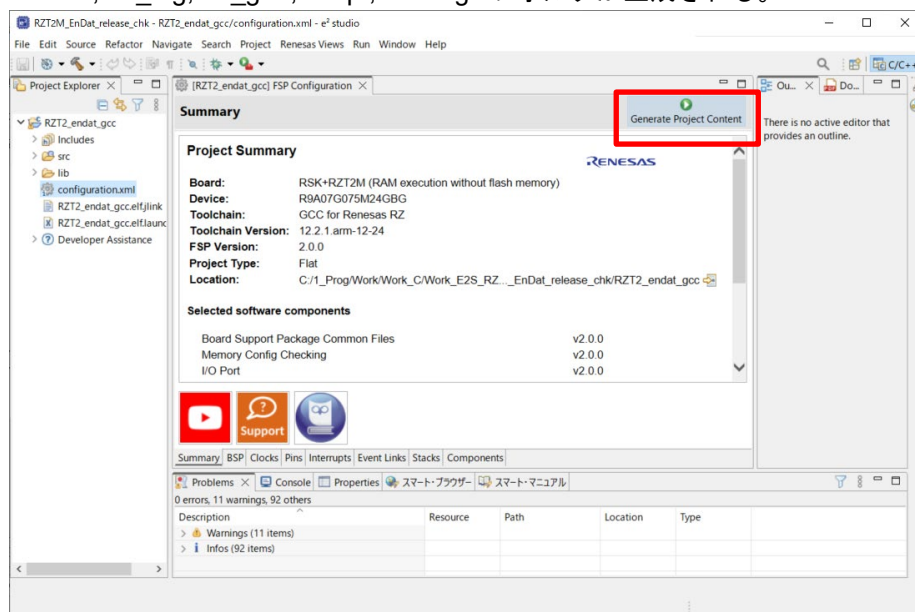 RZT2M_EnDat_release_chk - RZT2_endat_gcc/configuration.xml - e² studio
File Edit Source Refactor Navigate Search Project Renesas Views Run Window Help
C/C++
Project Explorer
[RZT2_endat_gcc] FSP Configuration
Ou...
Do...
Summary
Generate Project Content
There is no active editor that
provides an outline.
RZT2_endat_gcc
Includes
src
lib
configuration.xml
RZT2_endat_gcc.elf.jlink
RZT2_endat_gcc.elf.launc
Developer Assistance
Project Summary
RENESAS
Board: RSK+RZT2M (RAM execution without flash memory)
Device: R9A07G075M24GBG
Toolchain: GCC for Renesas RZ
Toolchain Version: 12.2.1.arm-12-24
FSP Version: 2.0.0
Project Type: Flat
Location: C:/1_Prog/Work/Work_C/Work_E2S_RZ..._EnDat_release_chk/RZT2_endat_gcc
Selected software components
Board Support Package Common Files v2.0.0
Memory Config Checking v2.0.0
I/O Port v2.0.0
Support
Summary BSP Clocks Pins Interrupts Event Links Stacks Components
Problems Console Properties スマート・ブラウザー スマート・マニュアル
0 errors, 11 warnings, 92 others
Description Resource Path Location Type
Warnings (11 items)
Infos (92 items)